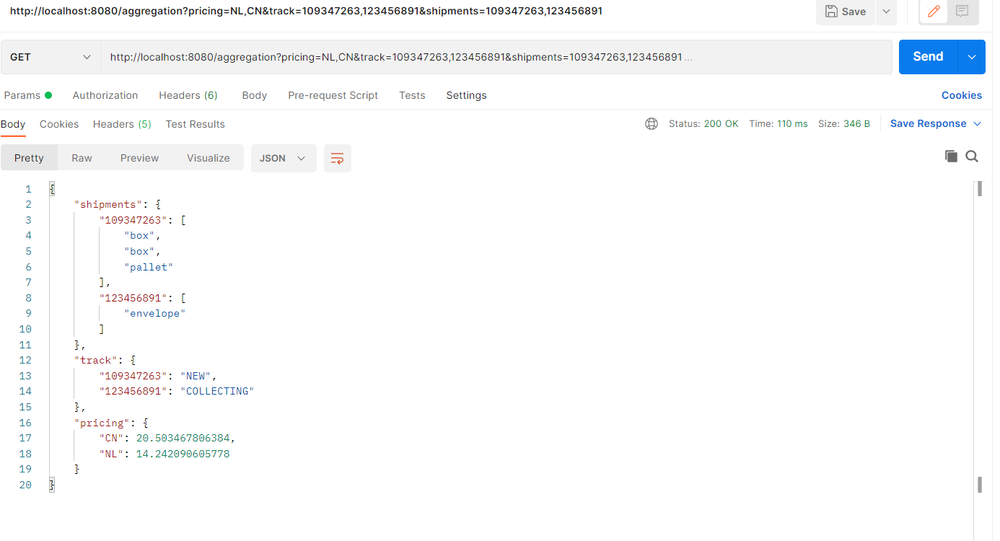 http://localhost:8080/aggregation?pricing=NL,CN&track=109347263,123456891&shipments=109347263,123456891
Save
GET
http://localhost:8080/aggregation?pricing=NL,CN&track=109347263,123456891&shipments=109347263,123456891...
Send
Params Authorization Headers (6) Body Pre-request Script Tests Settings Cookies
Body Cookies Headers (5) Test Results Status: 200 OK Time: 110 ms Size: 346 B Save Response
Pretty Raw Preview Visualize JSON
1 {
2 "shipments": {
3 "109347263": [
4 "box",
5 "box",
6 "pallet"
7 ],
8 "123456891": [
9 "envelope"
10 ]
11 },
12 "track": {
13 "109347263": "NEW",
14 "123456891": "COLLECTING"
15 },
16 "pricing": {
17 "CN": 20.503467806384,
18 "NL": 14.242090605778
19 }
20 }